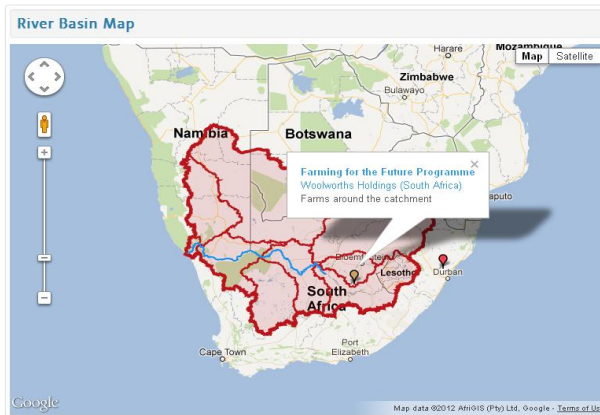 River Basin Map
Harare
Mozambique
Map
Satellite
Zimbabwe
Bulawayo
Namibia
Botswana
Farming for the Future Programme
Woolworths Holdings (South Africa)
Farms around the catchment
aputo
Lesotho
Durban
South
Africa
Port
Elizabeth
Cape Town
Google
Map data ©2012 AfriGIS (Pty) Ltd, Google - Terms of Us